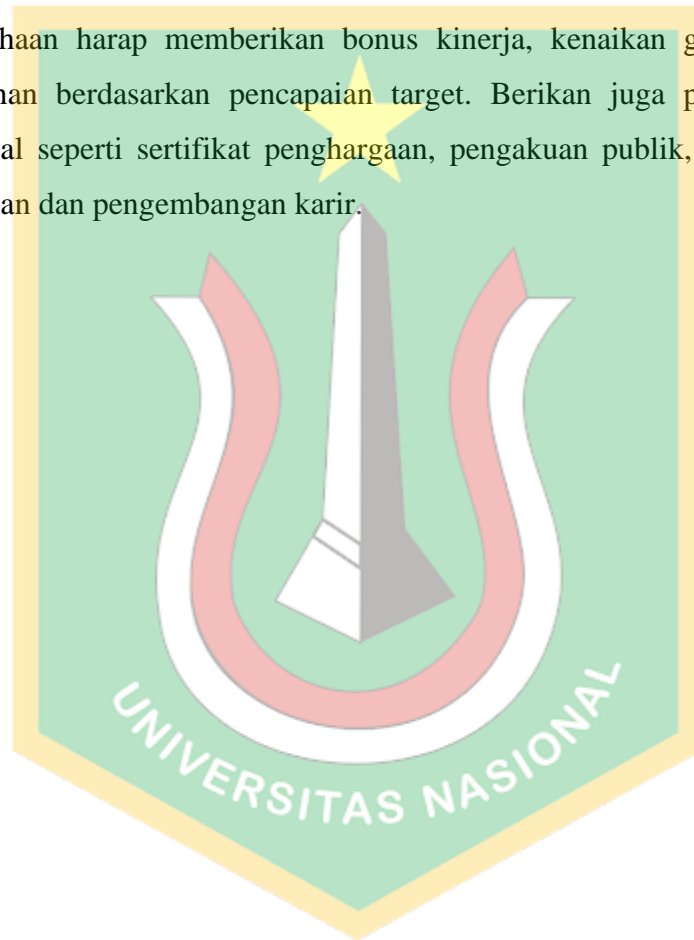 haan harap memberikan bonus kinerja, kenaikan g
nan berdasarkan pencapaian target. Berikan juga p
al seperti sertifikat penghargaan, pengakuan publik,
an dan pengembangan karir.
UNIVERSITAS NASIONAL